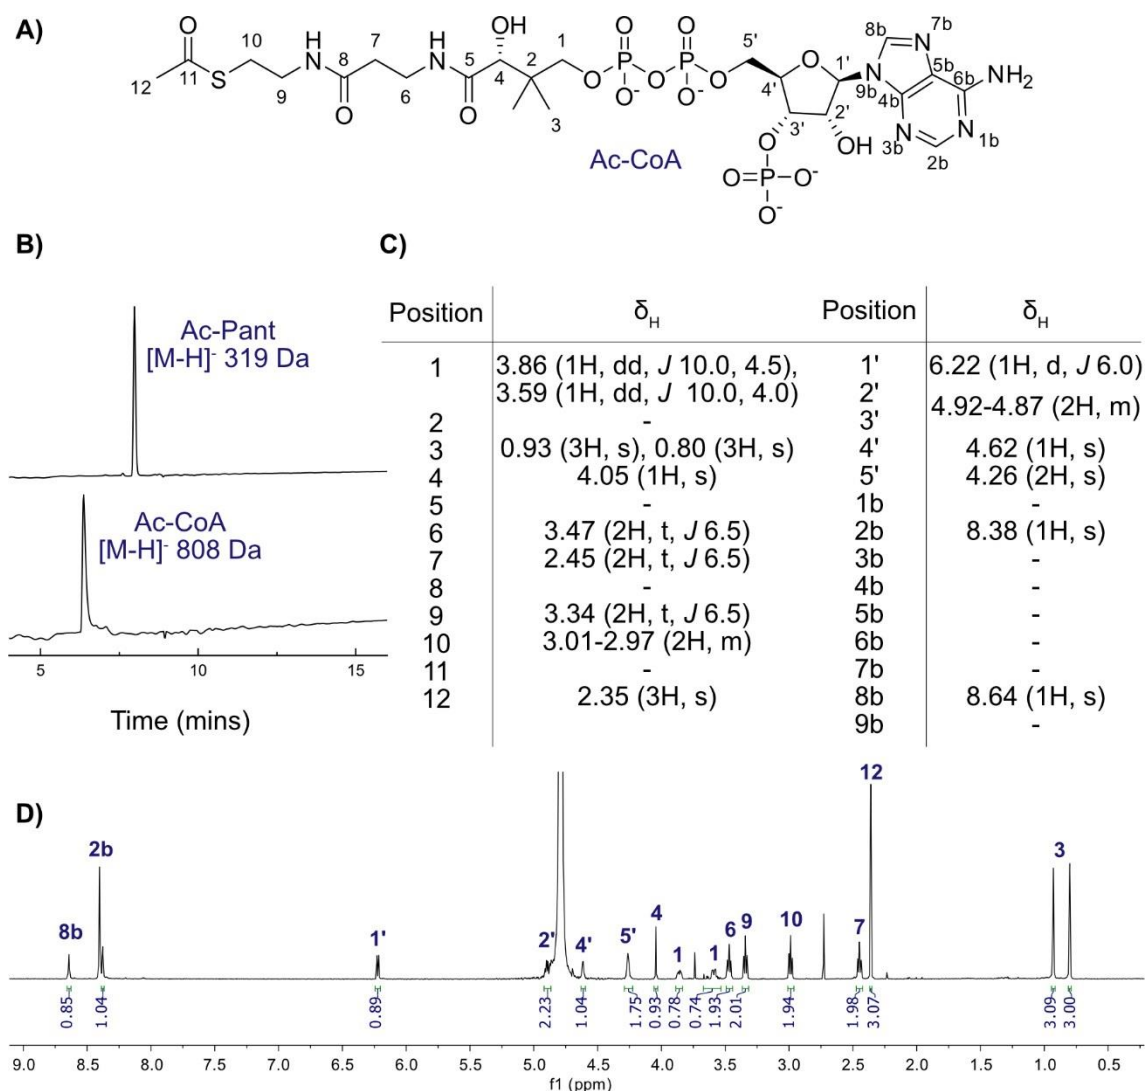 A)
O
10
H
N
7
8
H
N
5
OH
4
2
1
O
P
O
O
P
O
5'
O
1'
8b
7b
N
5b
6b
NH₂
12
11
S
9
O
6
O
3
O
O⁻
O
O⁻
O
4'
N
9b
4b
N
3b
N
1b
2b
3'
2'
O
OH
O
P
O⁻
O⁻
Ac-CoA
B)
Ac-Pant
[M-H]⁻ 319 Da
Ac-CoA
[M-H]⁻ 808 Da
5 10 15
Time (mins)
C)
Position δH Position δH
1 3.86 (1H, dd, J 10.0, 4.5), 1' 6.22 (1H, d, J 6.0)
3.59 (1H, dd, J 10.0, 4.0) 2'
4.92-4.87 (2H, m)
2 - 3'
3 0.93 (3H, s), 0.80 (3H, s) 4' 4.62 (1H, s)
4 4.05 (1H, s) 5' 4.26 (2H, s)
5 - 1b -
6 3.47 (2H, t, J 6.5) 2b 8.38 (1H, s)
7 2.45 (2H, t, J 6.5) 3b -
8 - 4b -
9 3.34 (2H, t, J 6.5) 5b -
10 3.01-2.97 (2H, m) 6b -
11 - 7b -
12 2.35 (3H, s) 8b 8.64 (1H, s)
9b -
D)
8b 2b 1' 2' 4' 5' 4 1 1 6 9 10 7 12 3
0.85 1.04 0.89 2.23 1.04 1.75 0.93 0.78 0.74 1.93 2.01 1.94 1.98 3.07 3.09 3.00
9.0 8.5 8.0 7.5 7.0 6.5 6.0 5.5 5.0 4.5 4.0 3.5 3.0 2.5 2.0 1.5 1.0 0.5
f1 (ppm)